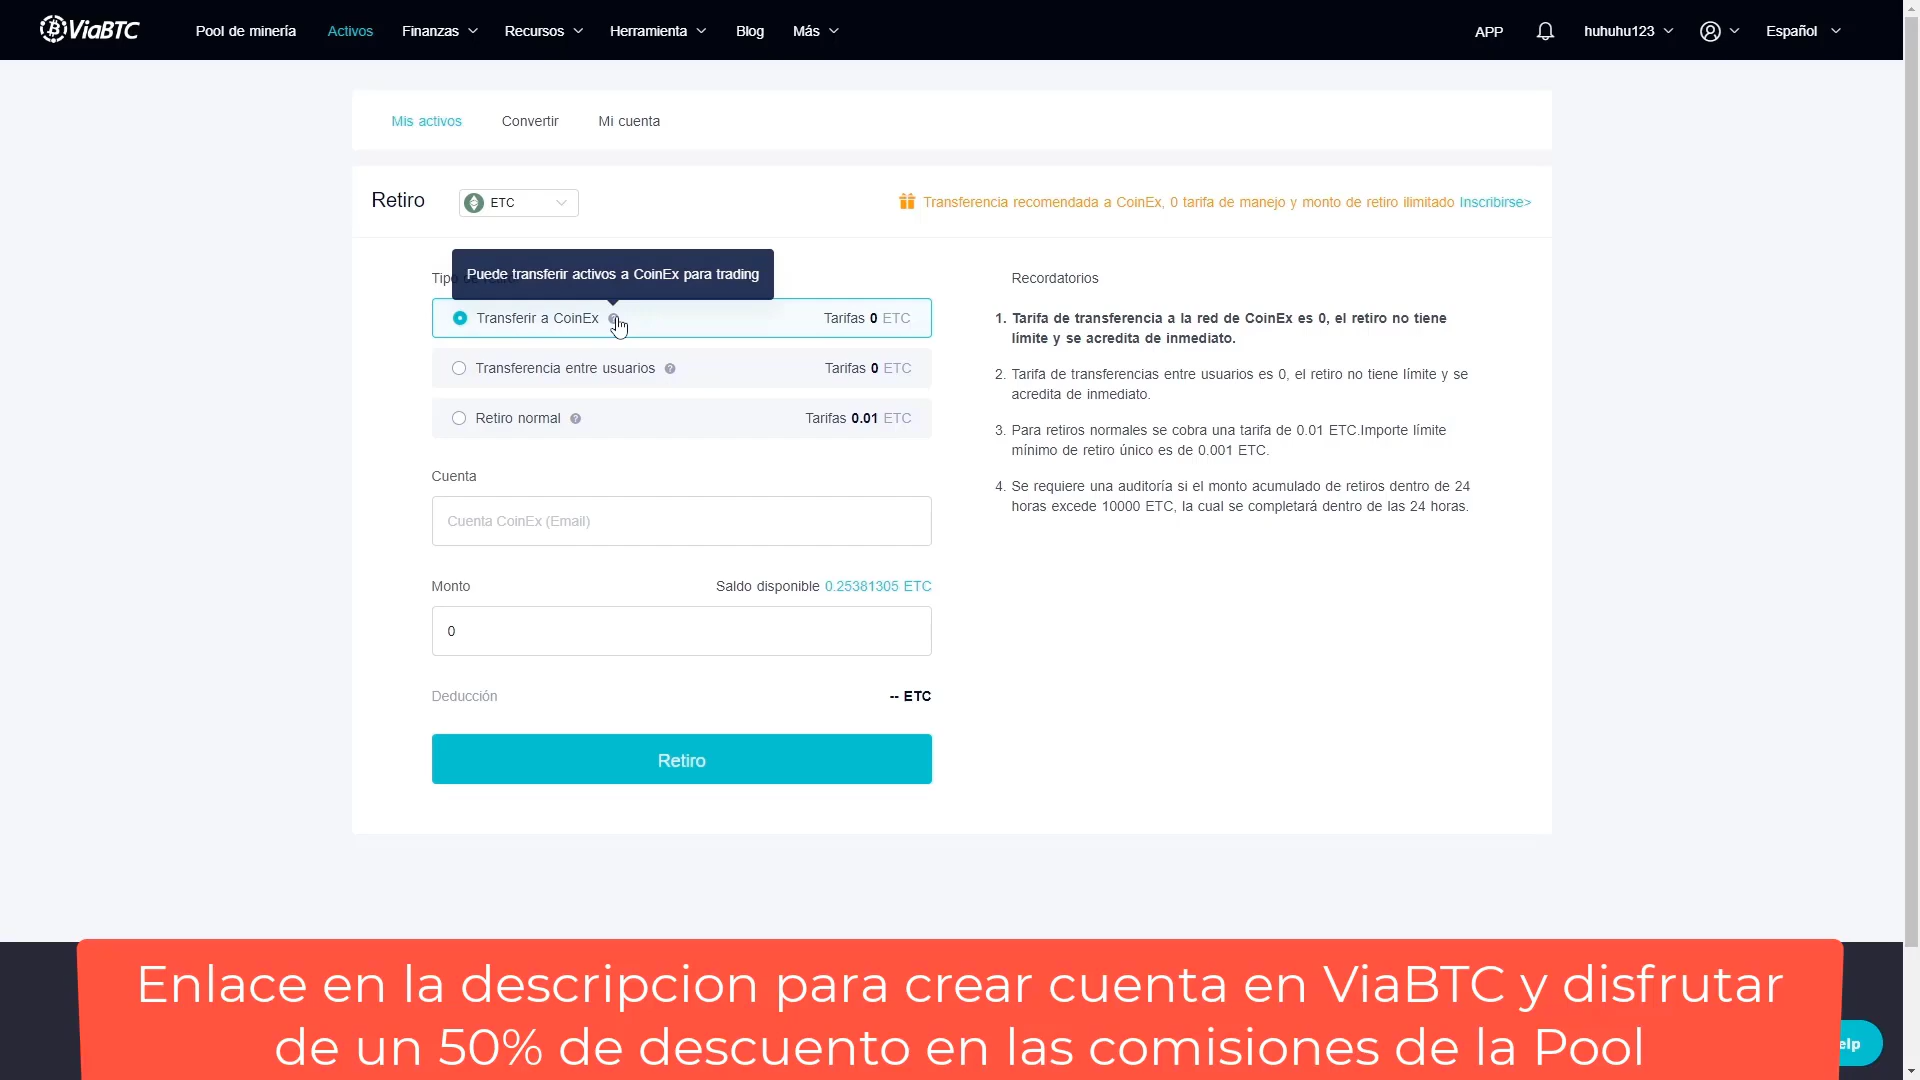 ViaBTC
Pool de minería Activos Finanzas Recursos Herramienta Blog Más APP huhuhu123 Español
Mis activos Convertir Mi cuenta
Retiro ETC Transferencia recomendada a CoinEx, 0 tarifa de manejo y monto de retiro ilimitado Inscribirse>
Puede transferir activos a CoinEx para trading
Transferir a CoinEx Tarifas 0 ETC
Transferencia entre usuarios ? Tarifas 0 ETC
Retiro normal ? Tarifas 0.01 ETC
Cuenta
Cuenta CoinEx (Email)
Monto Saldo disponible 0.25381305 ETC
0
Deducción -- ETC
Retiro
Recordatorios
1. Tarifa de transferencia a la red de CoinEx es 0, el retiro no tiene
límite y se acredita de inmediato.
2. Tarifa de transferencias entre usuarios es 0, el retiro no tiene límite y se
acredita de inmediato.
3. Para retiros normales se cobra una tarifa de 0.01 ETC.Importe límite
mínimo de retiro único es de 0.001 ETC.
4. Se requiere una auditoría si el monto acumulado de retiros dentro de 24
horas excede 10000 ETC, la cual se completará dentro de las 24 horas.
Enlace en la descripcion para crear cuenta en ViaBTC y disfrutar
de un 50% de descuento en las comisiones de la Pool